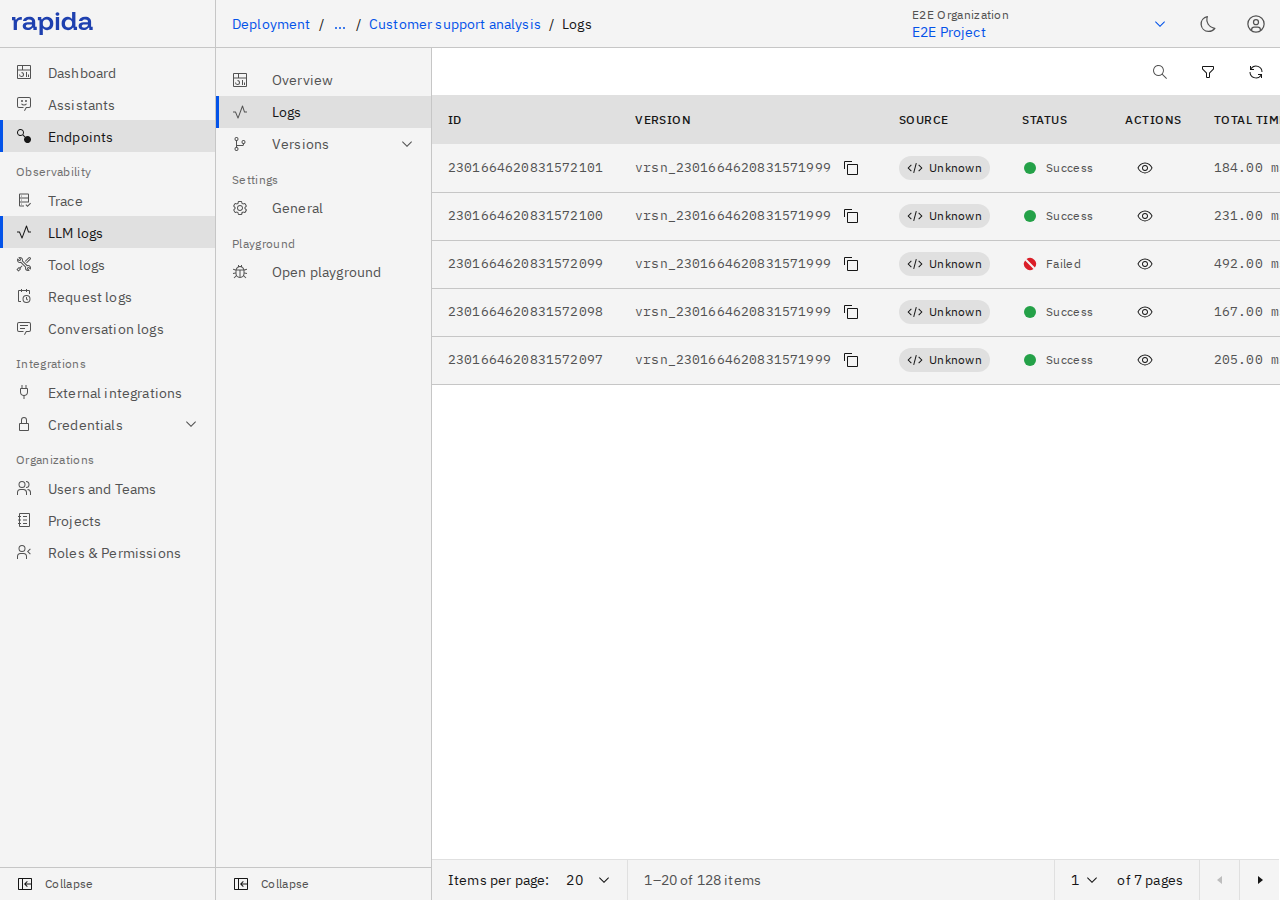 rapida
Deployment / ... / Customer support analysis / Logs
E2E Organization
E2E Project
Dashboard
Assistants
Endpoints
Observability
Trace
LLM logs
Tool logs
Request logs
Conversation logs
Integrations
External integrations
Credentials
Organizations
Users and Teams
Projects
Roles & Permissions
Collapse
Overview
Logs
Versions
Settings
General
Playground
Open playground
Collapse
ID VERSION SOURCE STATUS ACTIONS TOTAL TIM
2301664620831572101 vrsn_2301664620831571999 Unknown Success 184.00 m
2301664620831572100 vrsn_2301664620831571999 Unknown Success 231.00 m
2301664620831572099 vrsn_2301664620831571999 Unknown Failed 492.00 m
2301664620831572098 vrsn_2301664620831571999 Unknown Success 167.00 m
2301664620831572097 vrsn_2301664620831571999 Unknown Success 205.00 m
Items per page: 20 1–20 of 128 items 1 of 7 pages